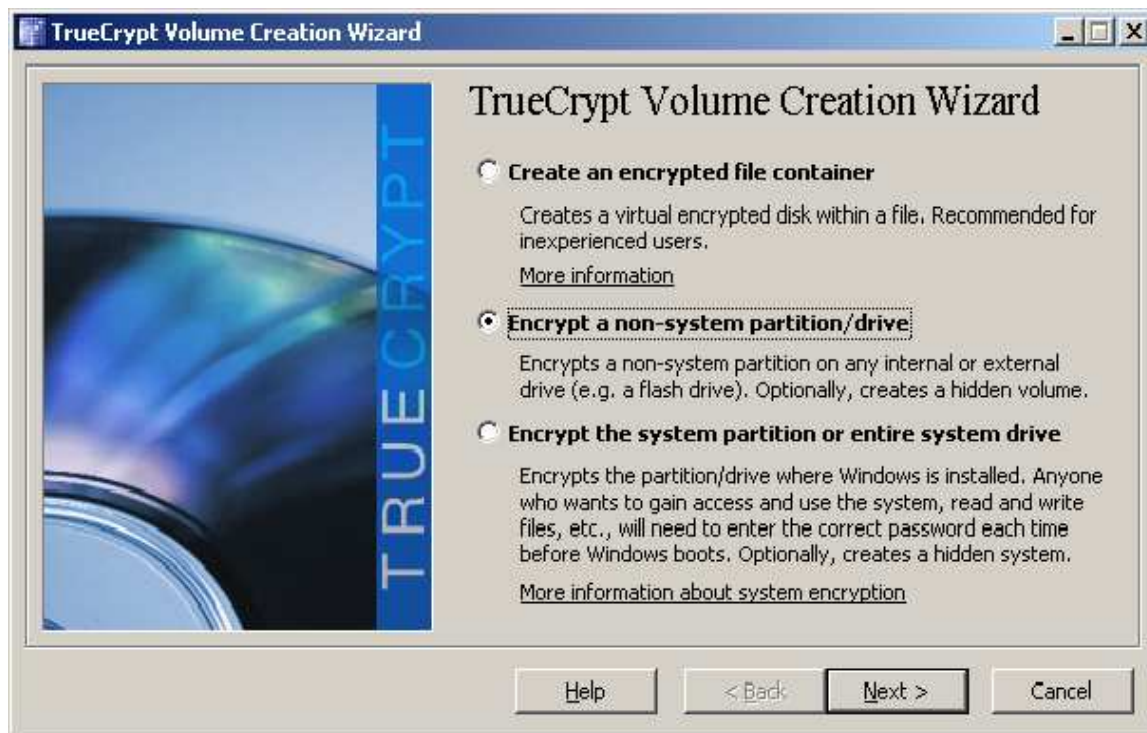 TrueCrypt Volume Creation Wizard
TRUECRYPT
TrueCrypt Volume Creation Wizard
Create an encrypted file container
Creates a virtual encrypted disk within a file. Recommended for
inexperienced users.
More information
Encrypt a non-system partition/drive
Encrypts a non-system partition on any internal or external
drive (e.g. a flash drive). Optionally, creates a hidden volume.
Encrypt the system partition or entire system drive
Encrypts the partition/drive where Windows is installed. Anyone
who wants to gain access and use the system, read and write
files, etc., will need to enter the correct password each time
before Windows boots. Optionally, creates a hidden system.
More information about system encryption
Help
< Back
Next >
Cancel